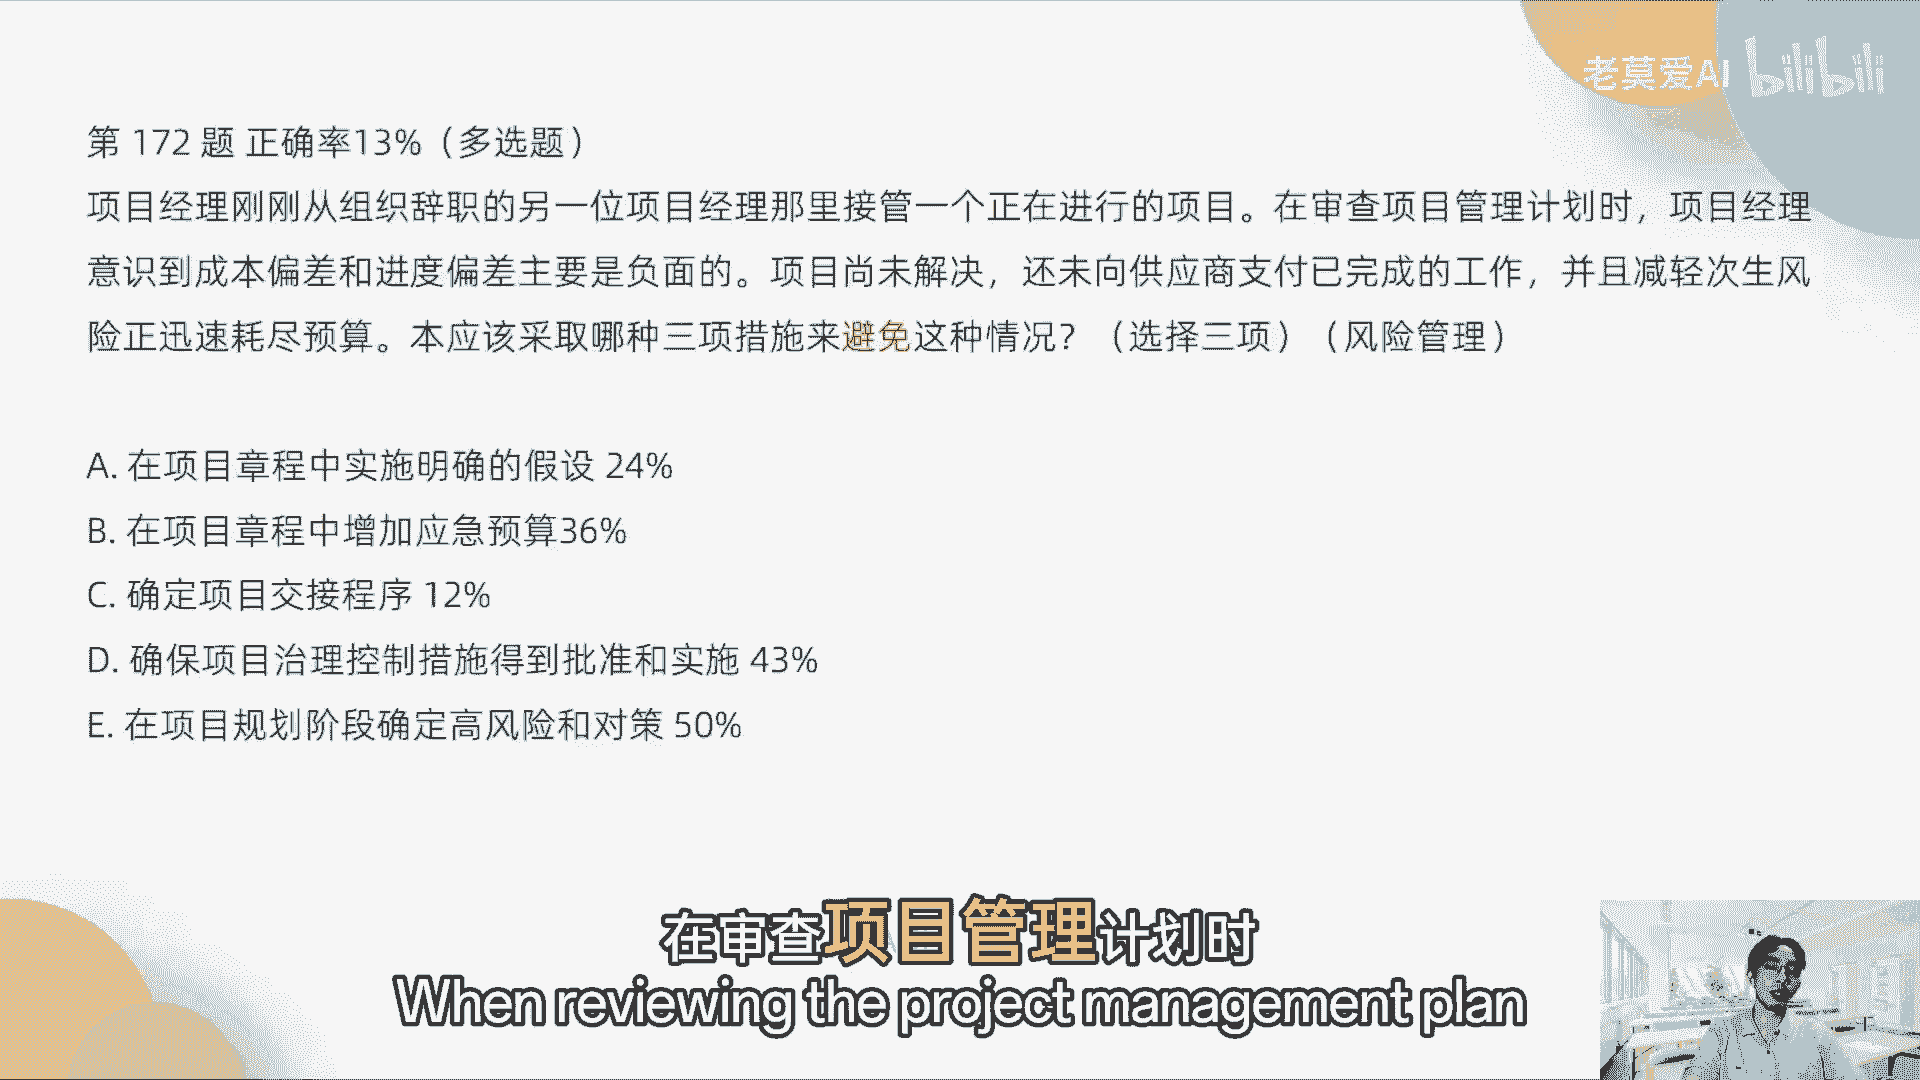 老莫爱AI bilibili
第 172 题 正确率13%（多选题）
项目经理刚刚从组织辞职的另一位项目经理那里接管一个正在进行的项目。在审查项目管理计划时，项目经理
意识到成本偏差和进度偏差主要是负面的。项目尚未解决，还未向供应商支付已完成的工作，并且减轻次生风
险正迅速耗尽预算。本应该采取哪种三项措施来避免这种情况？（选择三项）（风险管理）
A. 在项目章程中实施明确的假设 24%
B. 在项目章程中增加应急预算36%
C. 确定项目交接程序 12%
D. 确保项目治理控制措施得到批准和实施 43%
E. 在项目规划阶段确定高风险和对策 50%
在审查项目管理计划时
When reviewing the project management plan